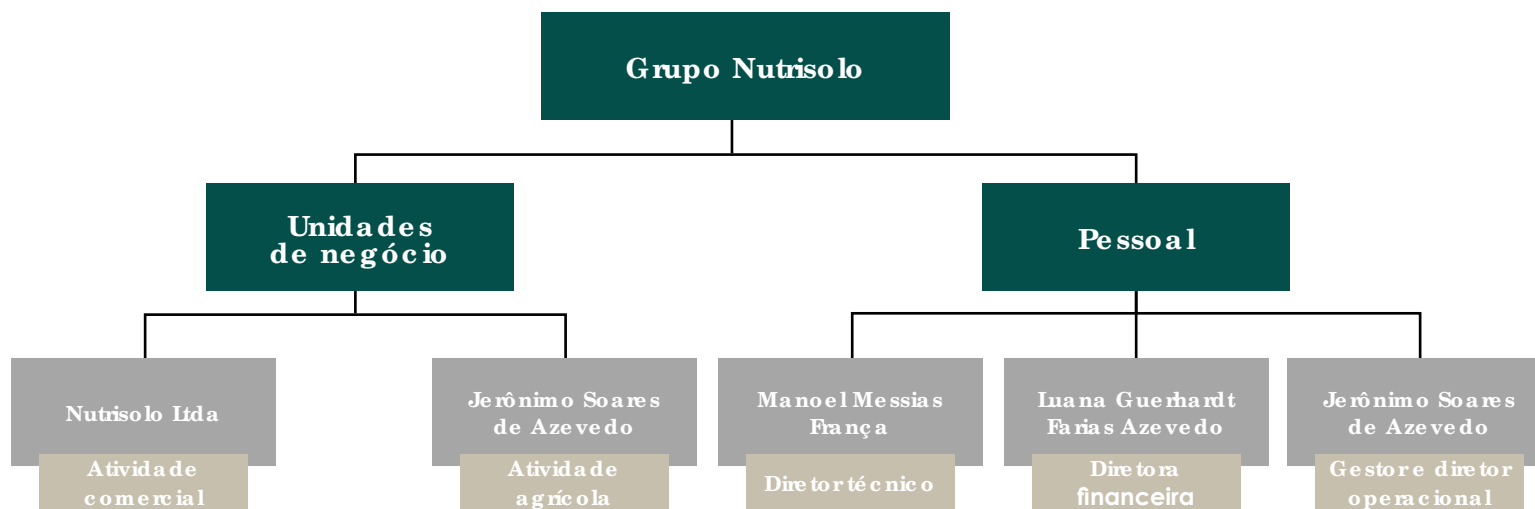 Grupo Nutrisolo
Unidades
de negócio
Pessoal
Nutrisolo Ltda
Atividade
comercial
Jerônimo Soares
de Azevedo
Atividade
agrícola
Manoel Messias
França
Diretor técnico
Luana Guerhardt
Farias Azevedo
Diretora
financeira
Jerônimo Soares
de Azevedo
Gestor e diretor
operacional